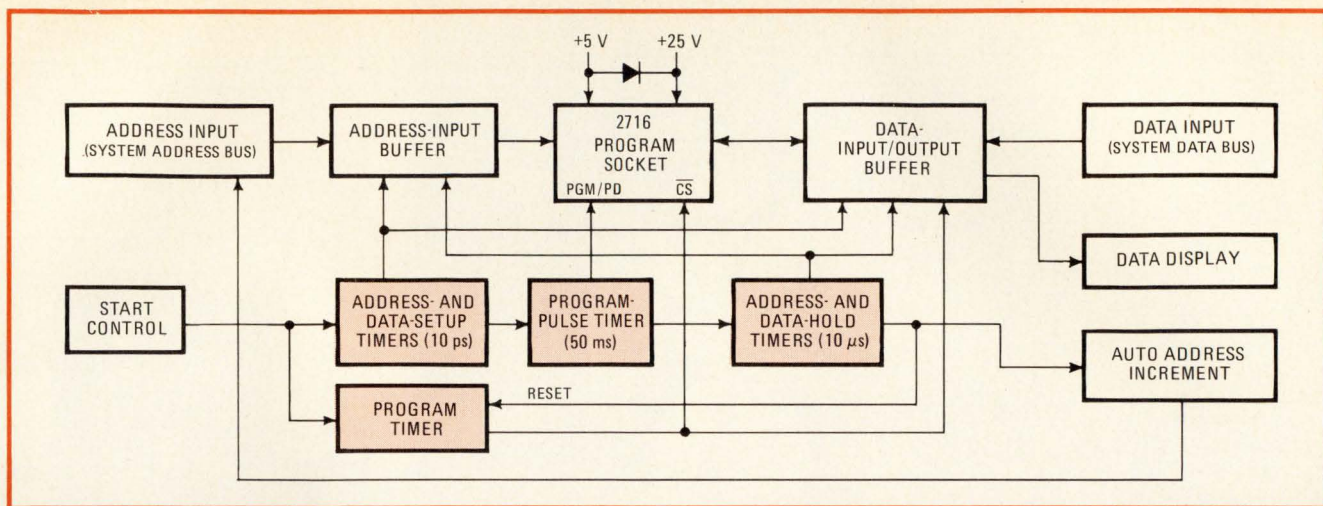 +5 V
+25 V
ADDRESS INPUT
(SYSTEM ADDRESS BUS)
ADDRESS-INPUT
BUFFER
2716
PROGRAM
SOCKET
PGM/PD
CS
DATA-
INPUT/OUTPUT
BUFFER
DATA INPUT
(SYSTEM DATA BUS)
DATA DISPLAY
START
CONTROL
ADDRESS- AND
DATA-SETUP
TIMERS (10 ps)
PROGRAM-
PULSE TIMER
(50 ms)
ADDRESS- AND
DATA-HOLD
TIMERS (10 μs)
AUTO ADDRESS
INCREMENT
RESET
PROGRAM
TIMER